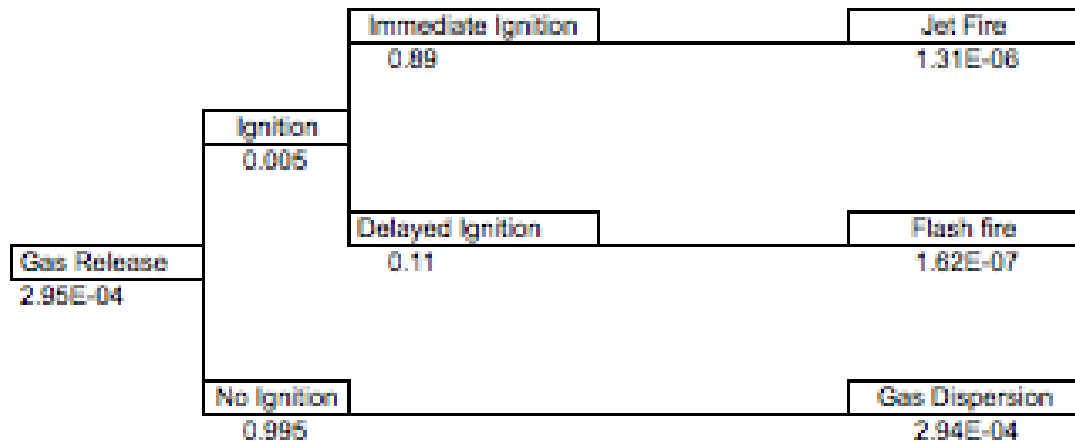 Immediate Ignition
0.89
Jet Fire
1.31E-06
Ignition
0.005
Delayed Ignition
0.11
Flash fire
1.62E-07
Gas Release
2.95E-04
No Ignition
0.995
Gas Dispersion
2.94E-04